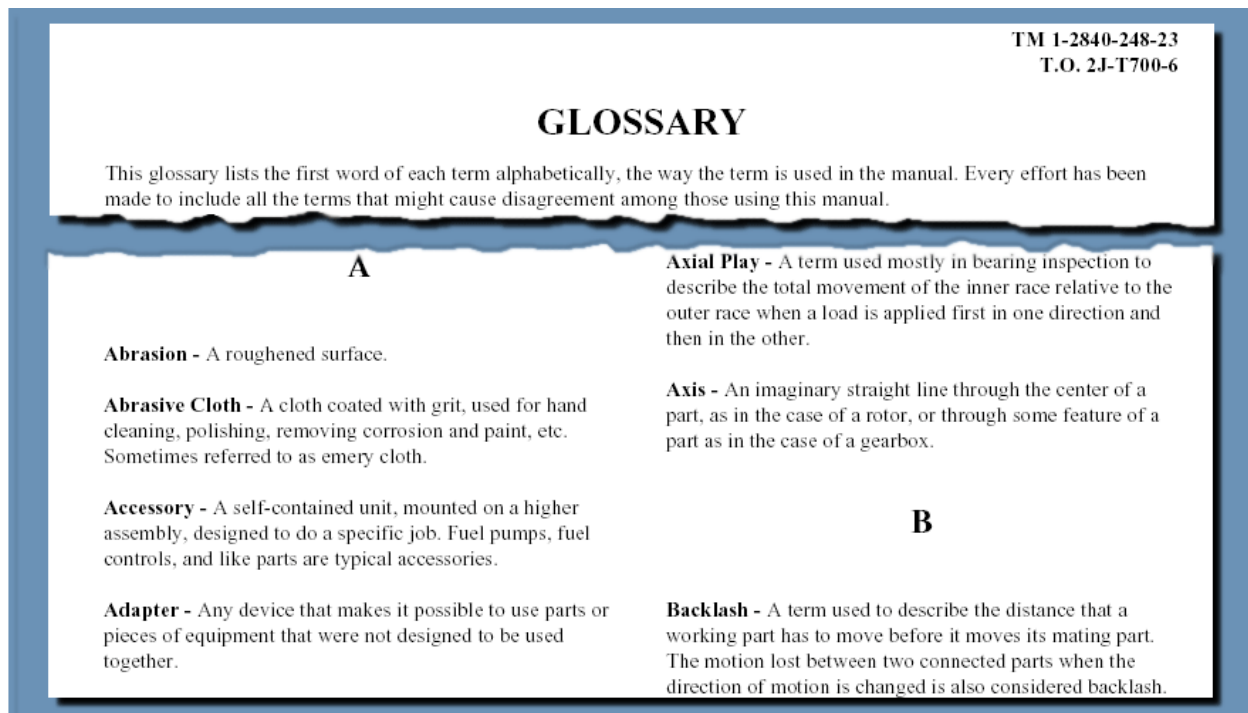 TM 1-2840-248-23
T.O. 2J-T700-6
GLOSSARY
This glossary lists the first word of each term alphabetically, the way the term is used in the manual. Every effort has been
made to include all the terms that might cause disagreement among those using this manual.
A
Abrasion - A roughened surface.
Abrasive Cloth - A cloth coated with grit, used for hand
cleaning, polishing, removing corrosion and paint, etc.
Sometimes referred to as emery cloth.
Accessory - A self-contained unit, mounted on a higher
assembly, designed to do a specific job. Fuel pumps, fuel
controls, and like parts are typical accessories.
Adapter - Any device that makes it possible to use parts or
pieces of equipment that were not designed to be used
together.
Axial Play - A term used mostly in bearing inspection to
describe the total movement of the inner race relative to the
outer race when a load is applied first in one direction and
then in the other.
Axis - An imaginary straight line through the center of a
part, as in the case of a rotor, or through some feature of a
part as in the case of a gearbox.
B
Backlash - A term used to describe the distance that a
working part has to move before it moves its mating part.
The motion lost between two connected parts when the
direction of motion is changed is also considered backlash.